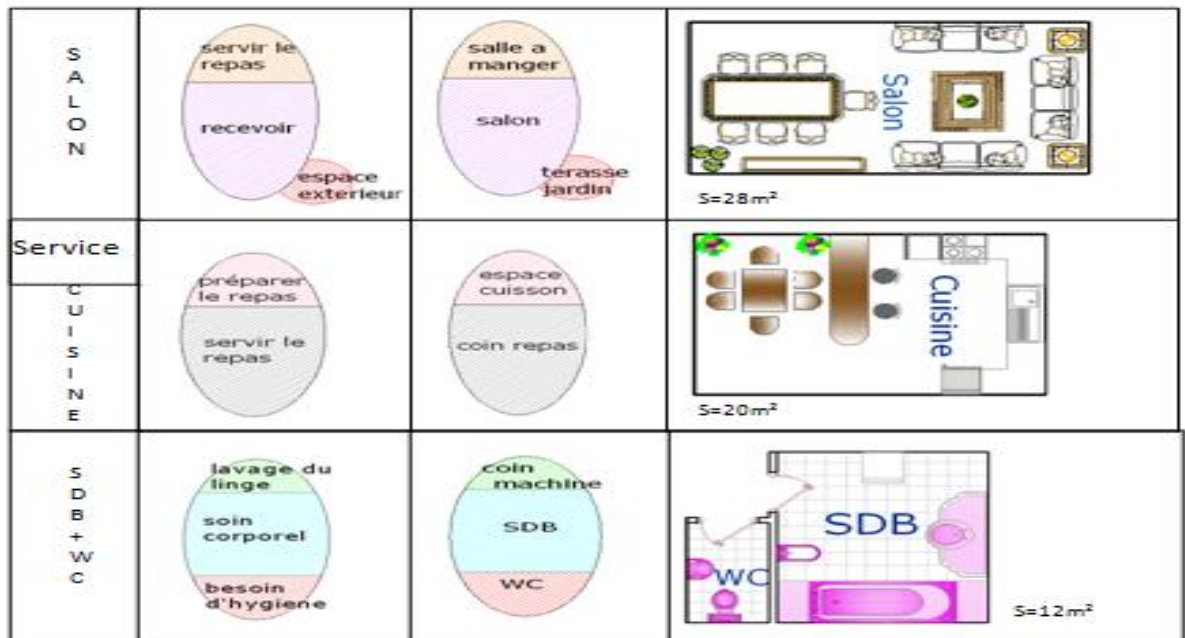 S
A
L
O
N
servir le
repas
recevoir
espace
exterieur
salle a
manger
salon
terasse
jardin
Salon
S=28m²
Service
C
U
I
S
I
N
E
préparer
le repas
servir le
repas
espace
cuisson
coin repas
Cuisine
S=20m²
S
D
B
+
W
C
lavage du
linge
soin
corporel
besoin
d'hygiene
coin
machine
SDB
WC
SDB
WC
S=12m²